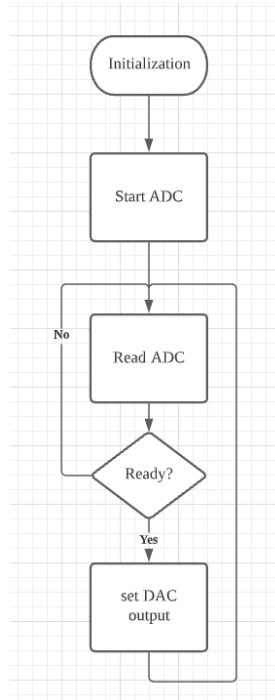 Initialization
Start ADC
No
Read ADC
Ready?
Yes
set DAC
output